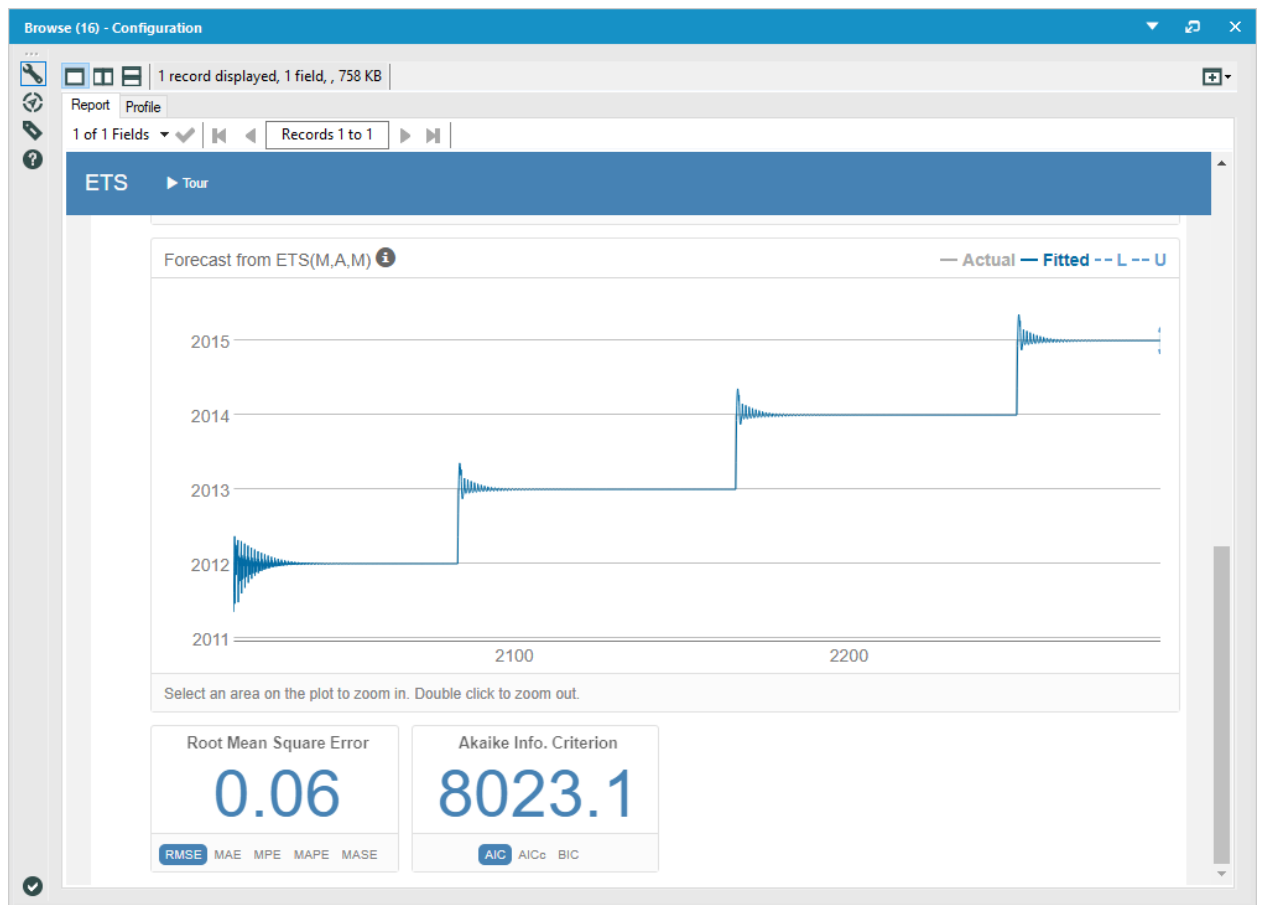 Browse (16) - Configuration
1 record displayed, 1 field, , 758 KB
Report Profile
1 of 1 Fields Records 1 to 1
ETS Tour
Forecast from ETS(M,A,M) Actual Fitted L U
2015
2014
2013
2012
2011
2100 2200
Select an area on the plot to zoom in. Double click to zoom out.
Root Mean Square Error Akaike Info. Criterion
0.06 8023.1
RMSE MAE MPE MAPE MASE AIC AICc BIC